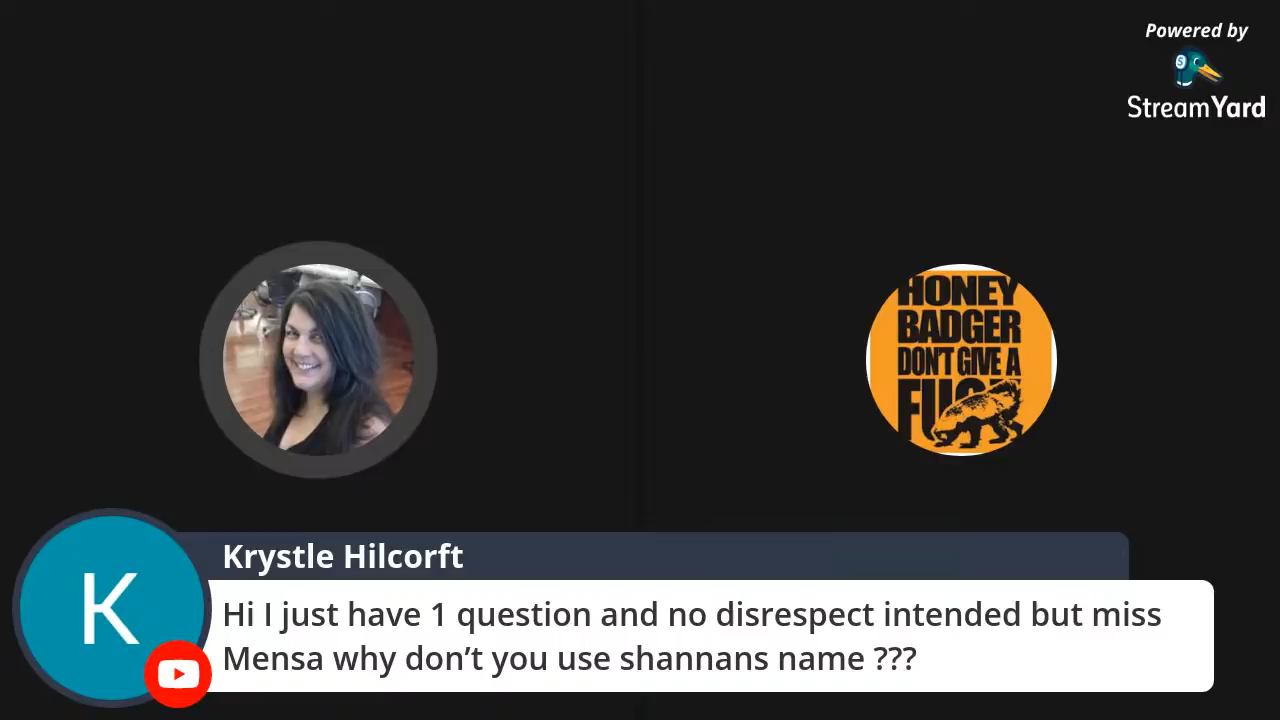 Powered by
StreamYard
HONEY
BADGER
DON'T GIVE A
K
Krystle Hilcorft
Hi I just have 1 question and no disrespect intended but miss
Mensa why don’t you use shannans name ???